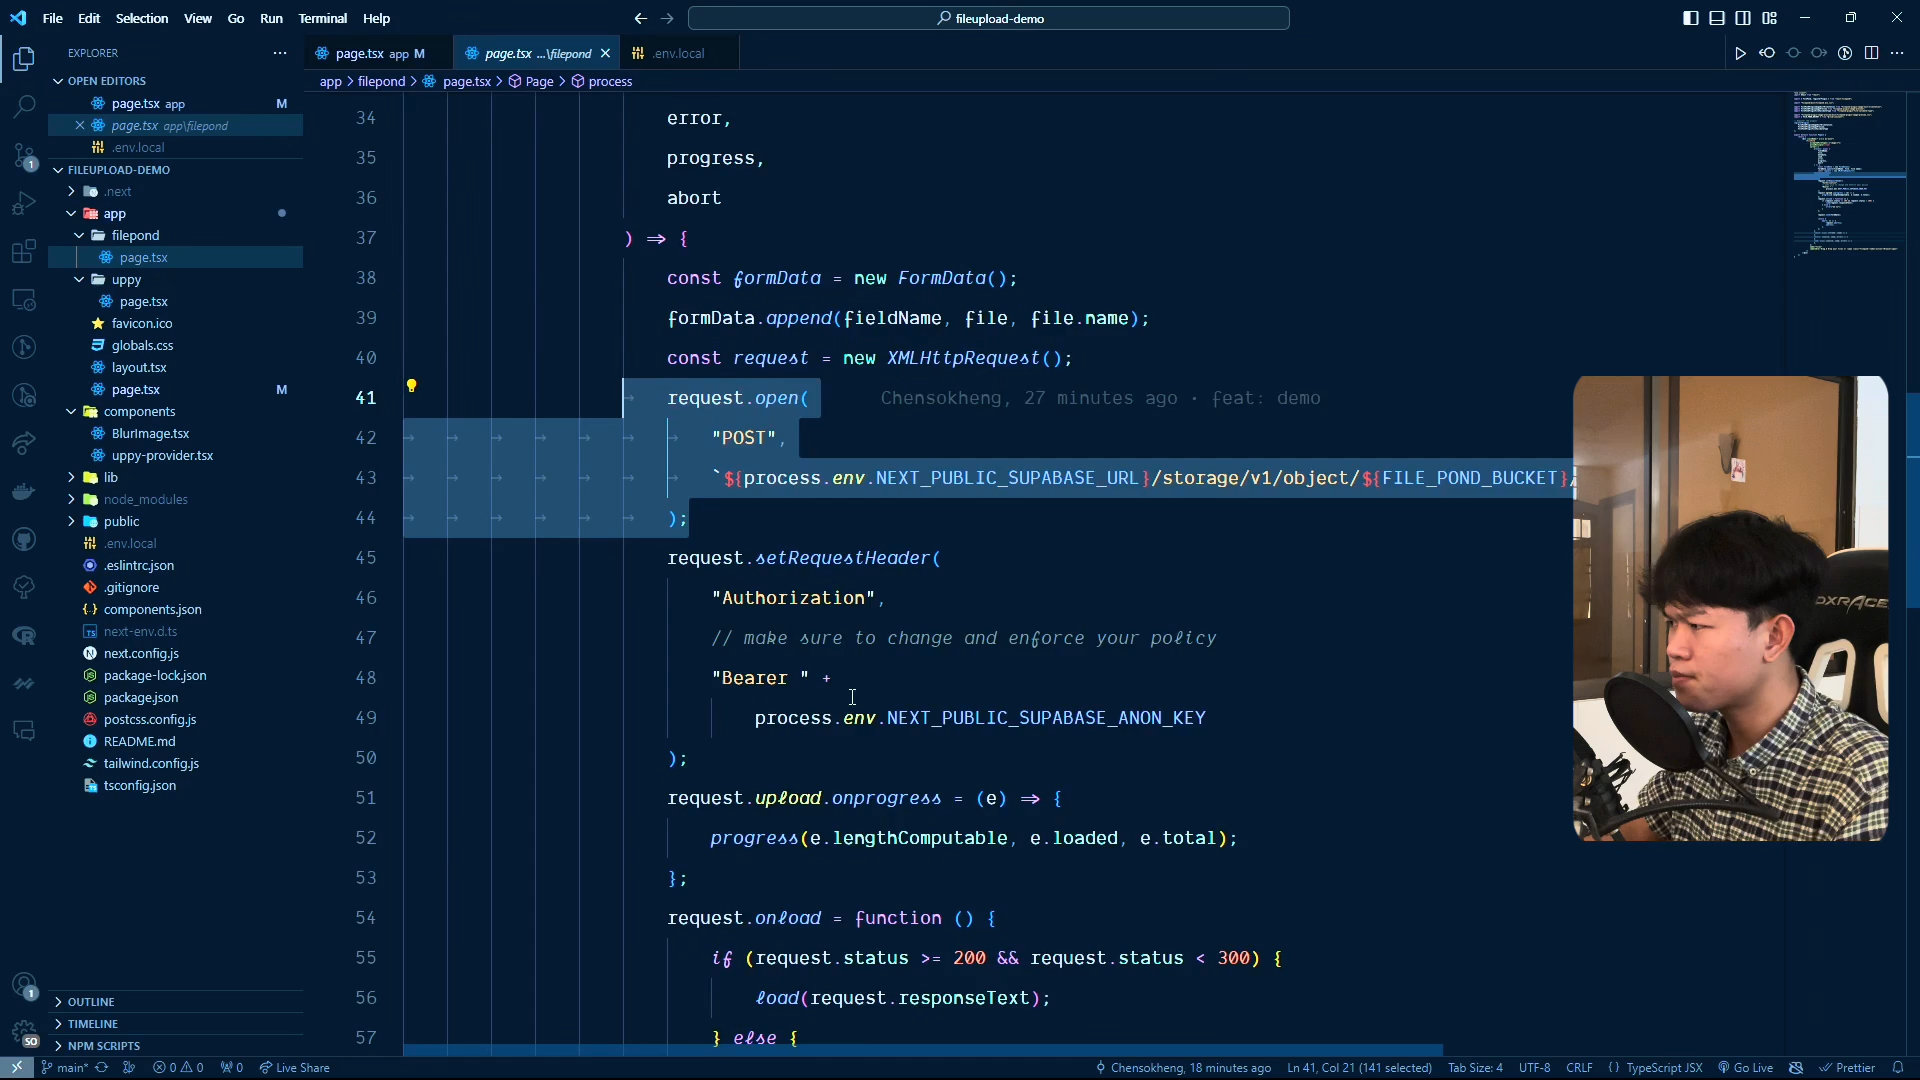 File Edit Selection View Go Run Terminal Help
fileupload-demo
EXPLORER
OPEN EDITORS
page.tsx app M
page.tsx app\filepond
.env.local
FILEUPLOAD-DEMO
.next
app
filepond
page.tsx
uppy
page.tsx
favicon.ico
globals.css
layout.tsx
page.tsx M
components
BlurImage.tsx
uppy-provider.tsx
lib
node_modules
public
.env.local
.eslintrc.json
.gitignore
components.json
next-env.d.ts
next.config.js
package-lock.json
package.json
postcss.config.js
README.md
tailwind.config.js
tsconfig.json
OUTLINE
TIMELINE
NPM SCRIPTS
1
1
SO
page.tsx app M
page.tsx ...\filepond
.env.local
app > filepond > page.tsx > Page > process
34 error,
35 progress,
36 abort
37 ) => {
38 const formData = new FormData();
39 formData.append(fieldName, file, file.name);
40 const request = new XMLHttpRequest();
41 request.open( Chensokheng, 27 minutes ago • feat: demo
42 "POST",
43 `${process.env.NEXT_PUBLIC_SUPABASE_URL}/storage/v1/object/${FILE_POND_BUCKET}/
44 );
45 request.setRequestHeader(
46 "Authorization",
47 // make sure to change and enforce your policy
48 "Bearer " +
49 process.env.NEXT_PUBLIC_SUPABASE_ANON_KEY
50 );
51 request.upload.onprogress = (e) => {
52 progress(e.lengthComputable, e.loaded, e.total);
53 };
54 request.onload = function () {
55 if (request.status >= 200 && request.status < 300) {
56 load(request.responseText);
57 } else {
DXRACER
main* 0 0 0 Live Share
Chensokheng, 18 minutes ago Ln 41, Col 21 (141 selected) Tab Size: 4 UTF-8 CRLF {} TypeScript JSX Go Live Prettier